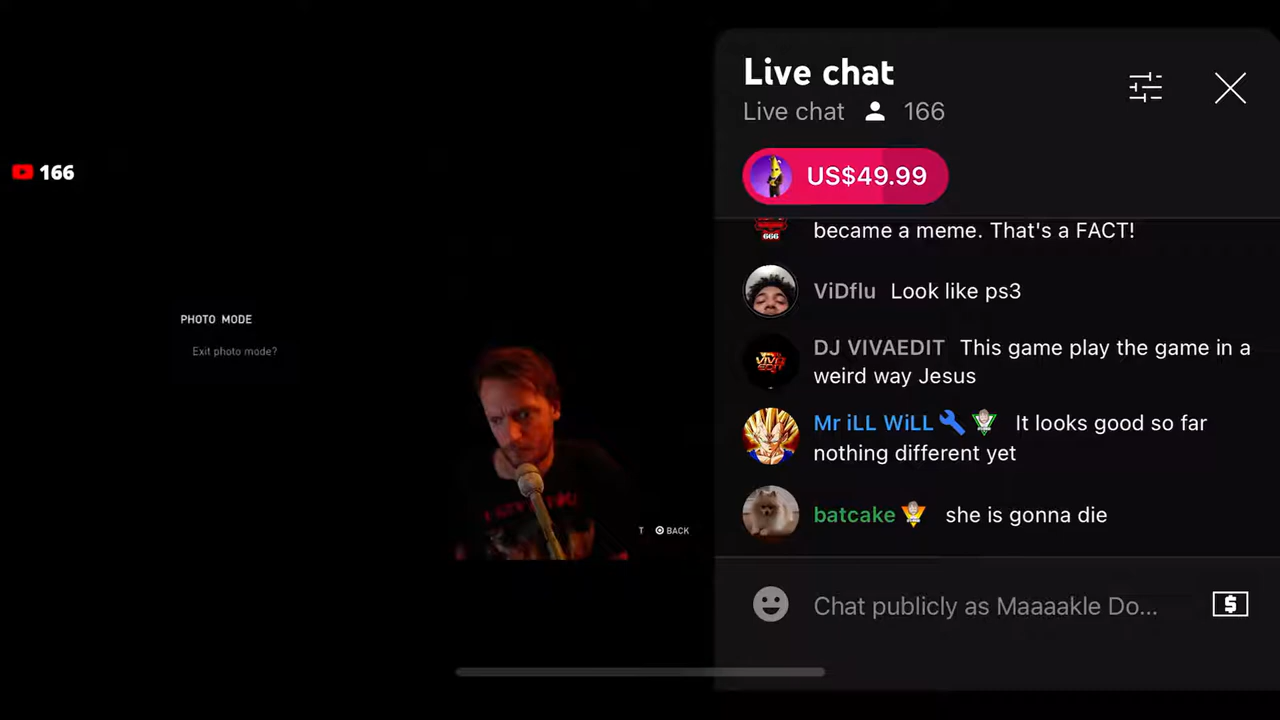 166
PHOTO MODE
Exit photo mode?
T BACK
Live chat
Live chat 166
US$49.99
666
became a meme. That's a FACT!
ViDflu Look like ps3
DJ VIVAEDIT This game play the game in a
weird way Jesus
Mr iLL WiLL It looks good so far
nothing different yet
batcake she is gonna die
Chat publicly as Maaaakle Do...